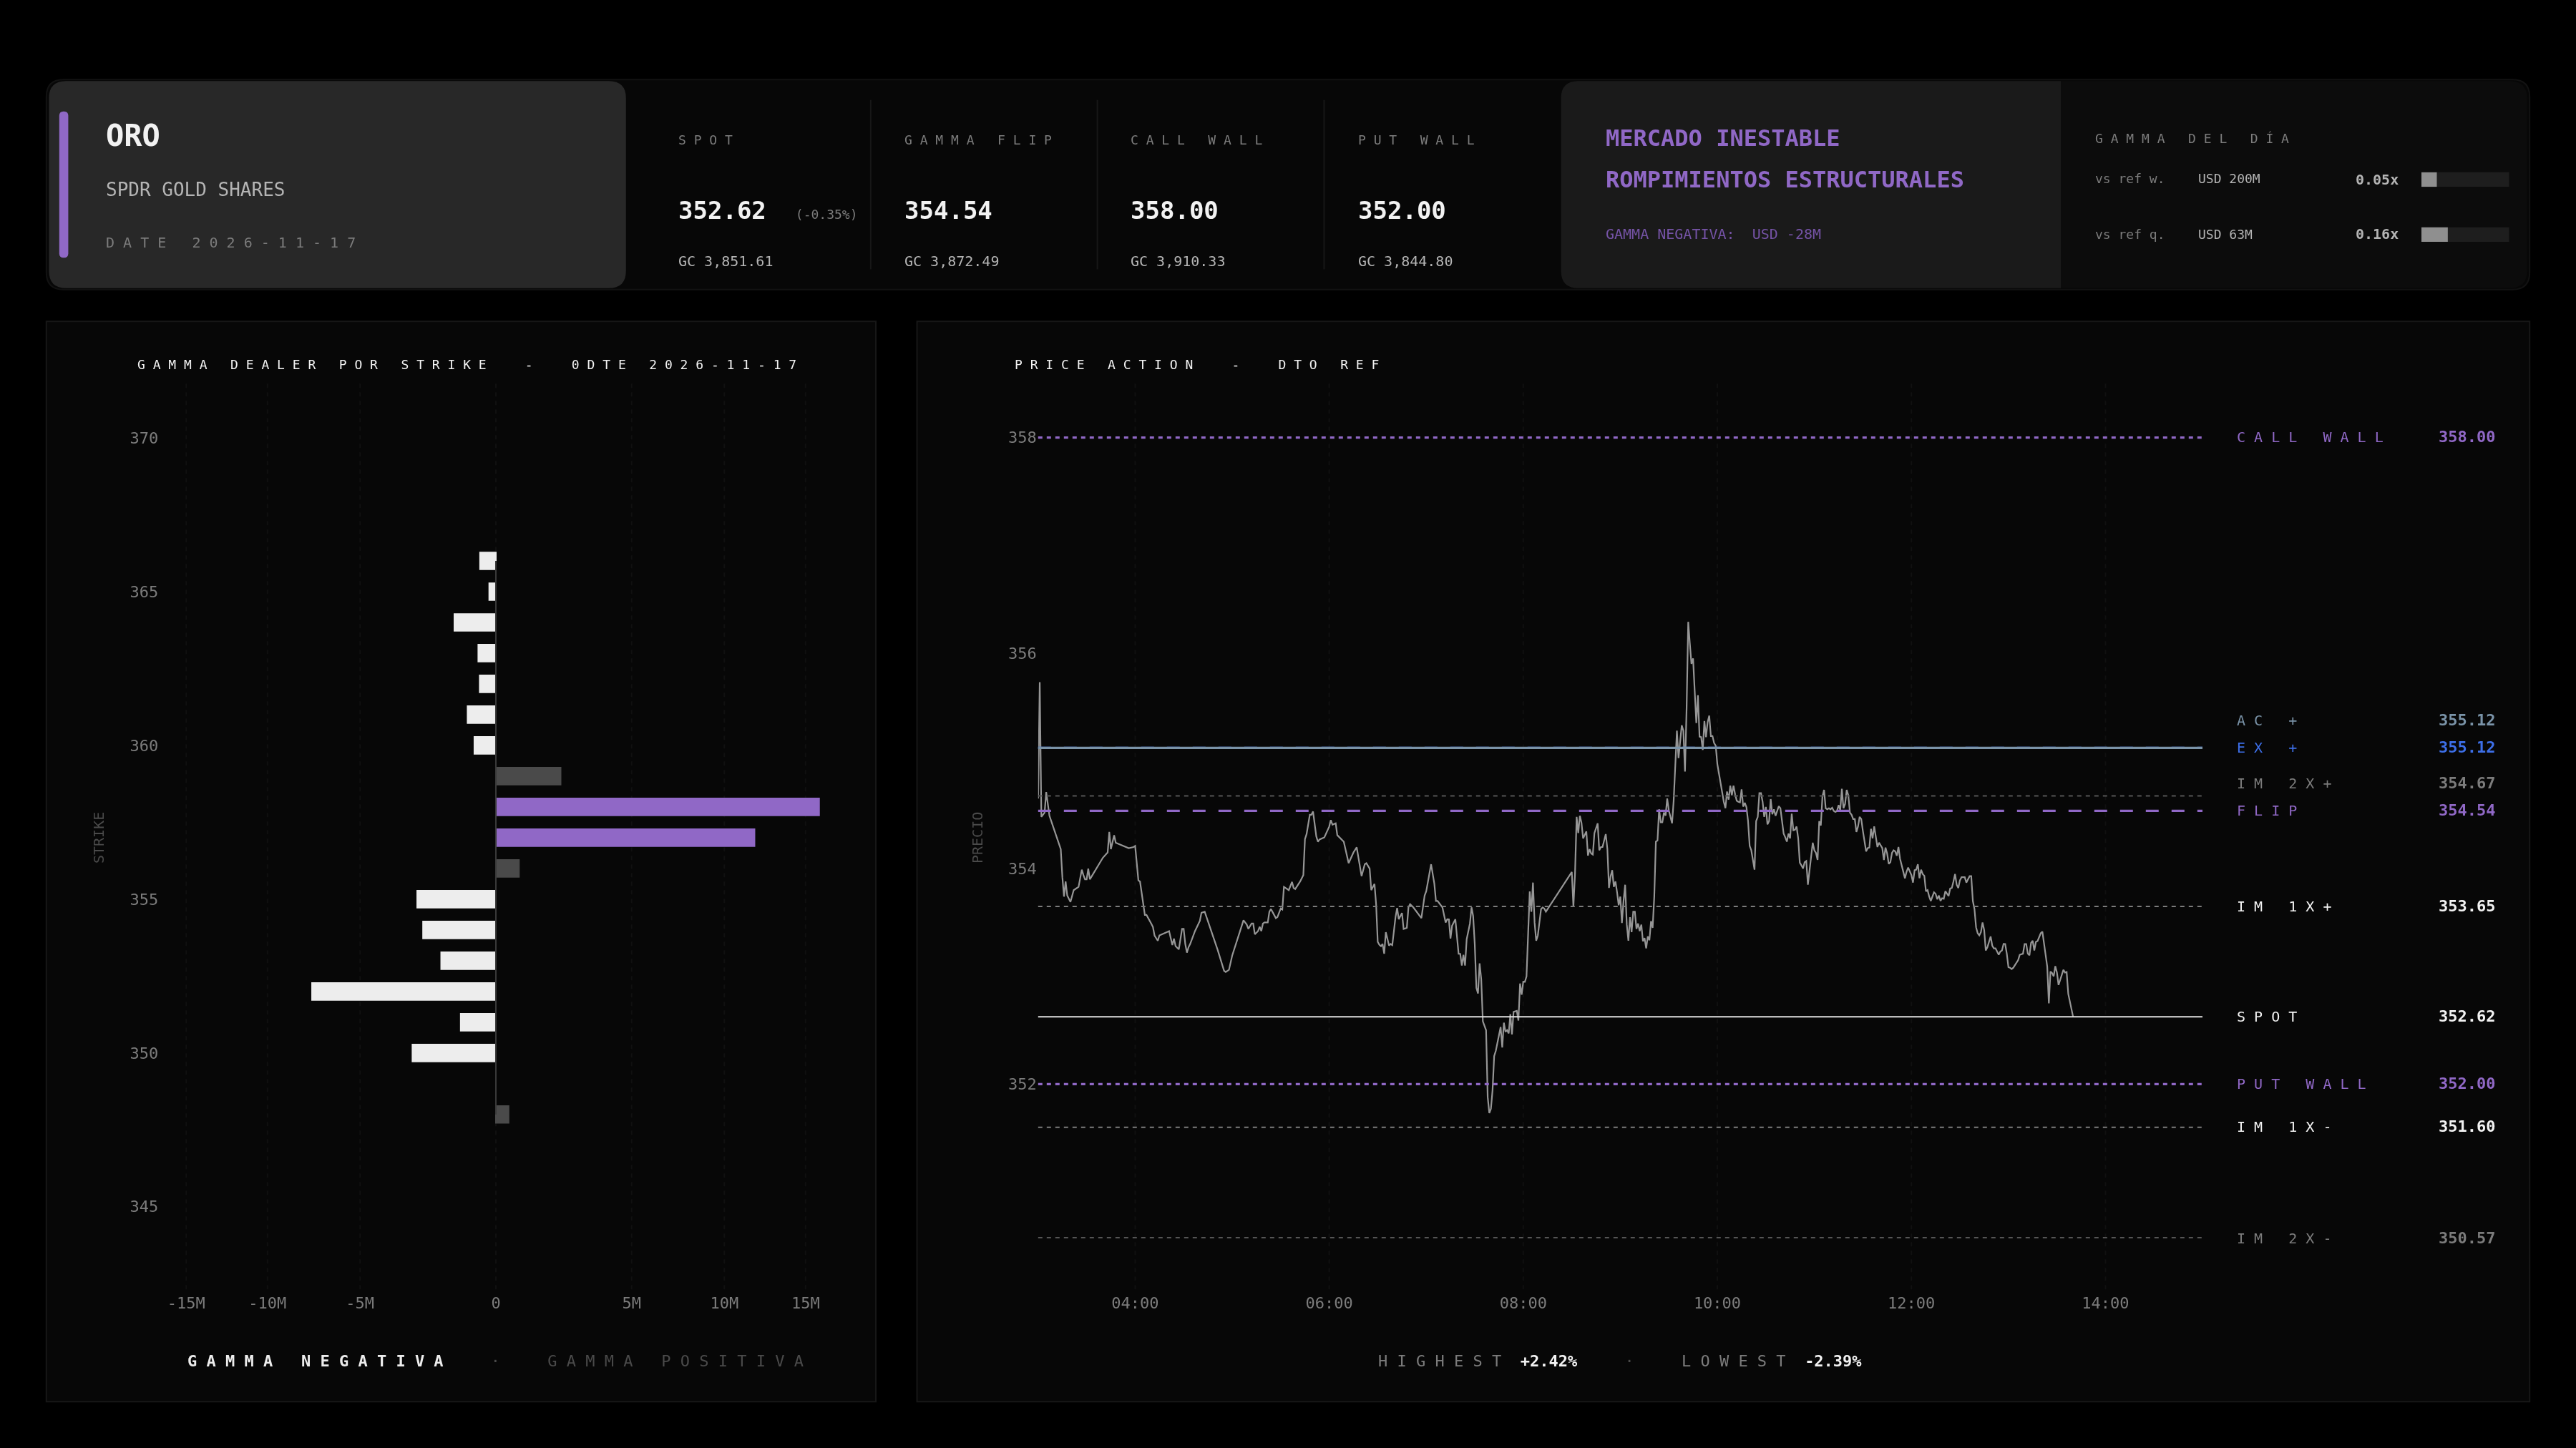 ORO
SPDR GOLD SHARES
DATE 2026-11-17
SPOT
352.62 (-0.35%)
GC 3,851.61
GAMMA FLIP
354.54
GC 3,872.49
CALL WALL
358.00
GC 3,910.33
PUT WALL
352.00
GC 3,844.80
MERCADO INESTABLE
ROMPIMIENTOS ESTRUCTURALES
GAMMA NEGATIVA: USD -28M
GAMMA DEL DÍA
vs ref w. USD 200M 0.05x
vs ref q. USD 63M 0.16x
GAMMA DEALER POR STRIKE - 0DTE 2026-11-17
STRIKE
370
365
360
355
350
345
-15M -10M -5M 0 5M 10M 15M
GAMMA NEGATIVA · GAMMA POSITIVA
PRICE ACTION - DTO REF
PRECIO
358
356
354
352
CALL WALL 358.00
AC + 355.12
EX + 355.12
IM 2X+ 354.67
FLIP 354.54
IM 1X+ 353.65
SPOT 352.62
PUT WALL 352.00
IM 1X- 351.60
IM 2X- 350.57
04:00 06:00 08:00 10:00 12:00 14:00
HIGHEST +2.42% · LOWEST -2.39%